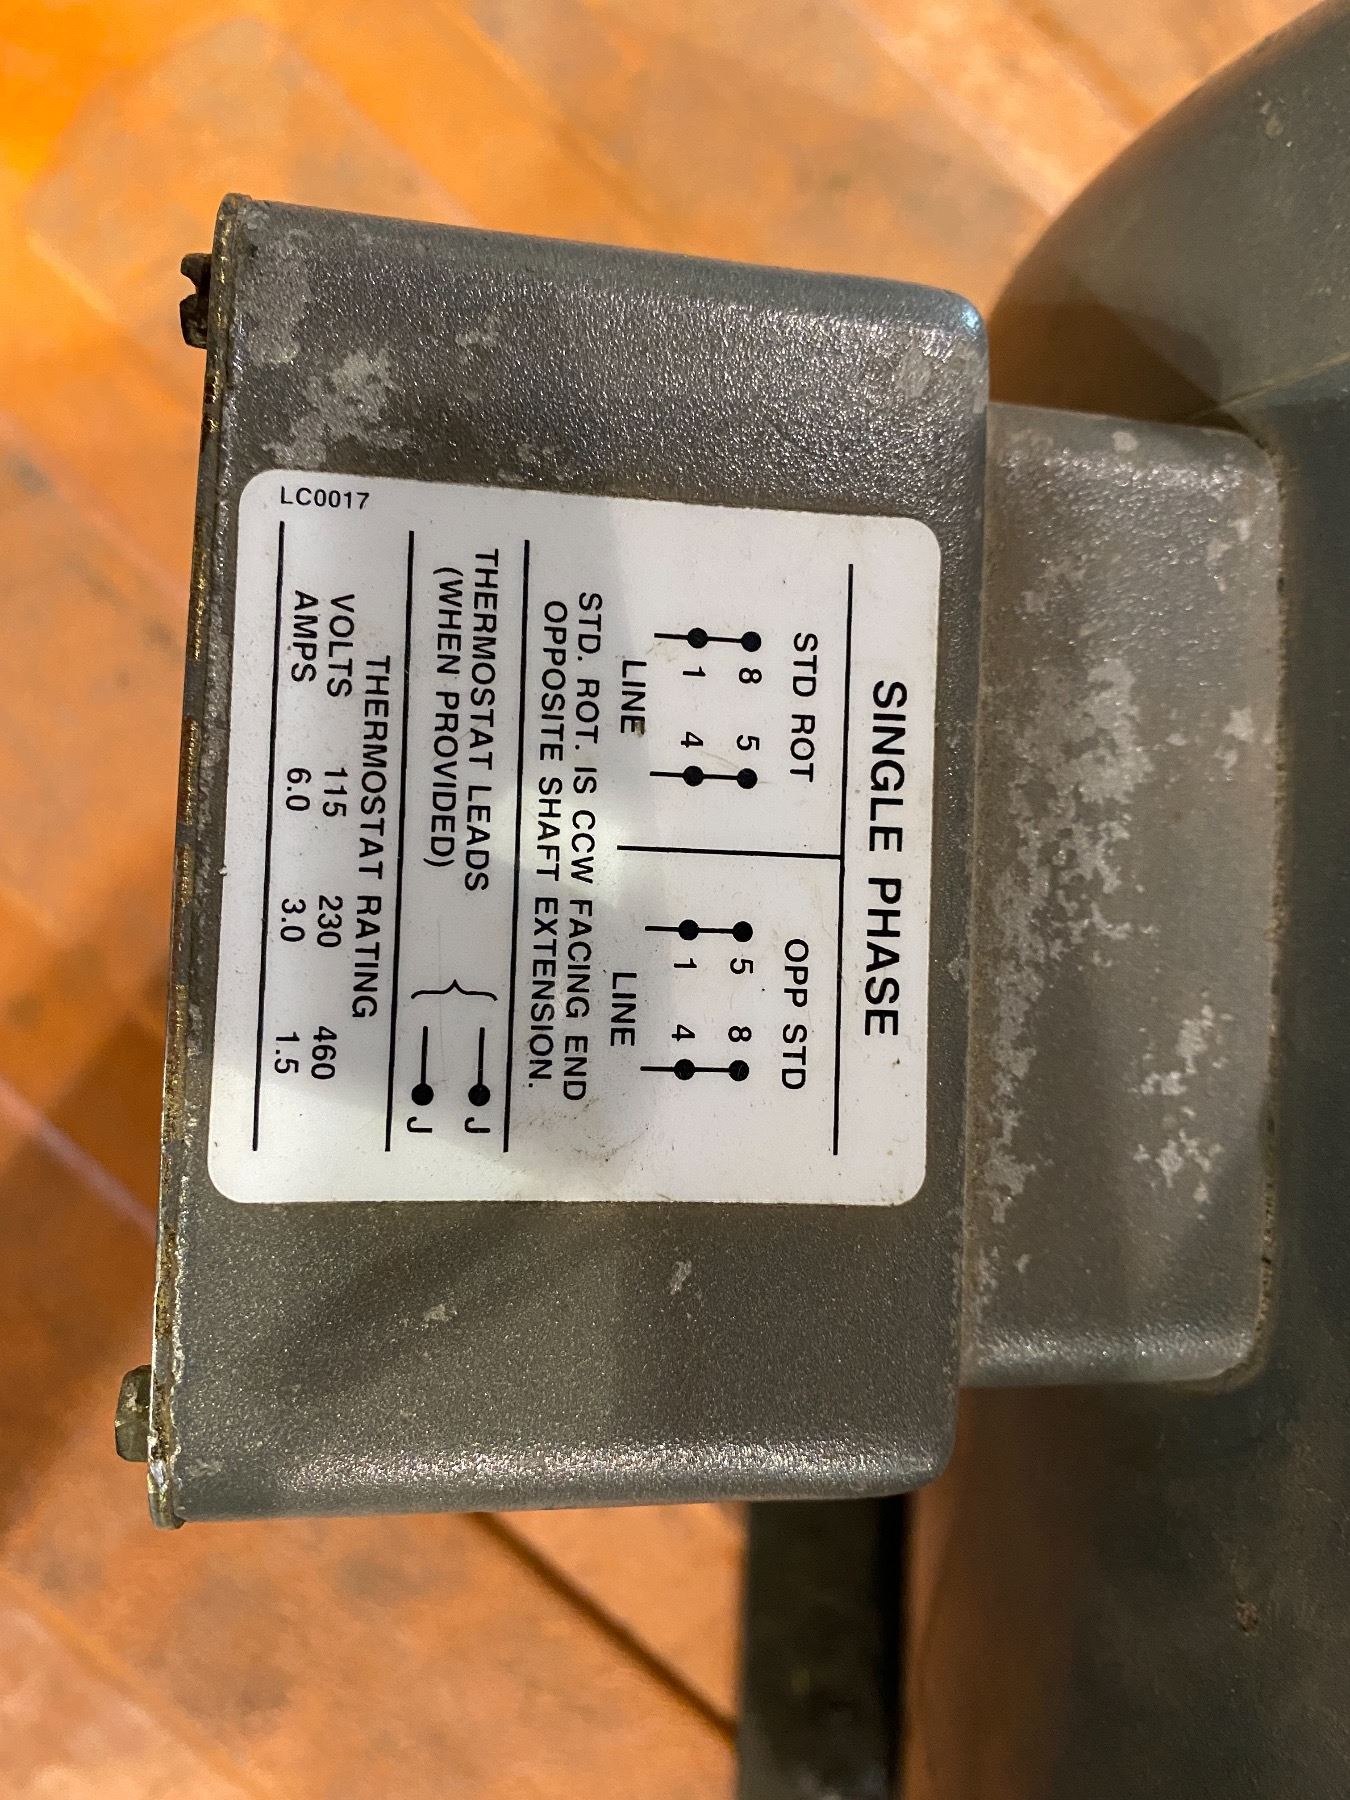 SINGLE PHASE
STD ROT OPP STD
8 5 5 8
1 4 1 4
LINE LINE
STD. ROT. IS CCW FACING END
OPPOSITE SHAFT EXTENSION.
THERMOSTAT LEADS J
(WHEN PROVIDED) J
THERMOSTAT RATING
VOLTS 115 230 460
AMPS 6.0 3.0 1.5
LC0017